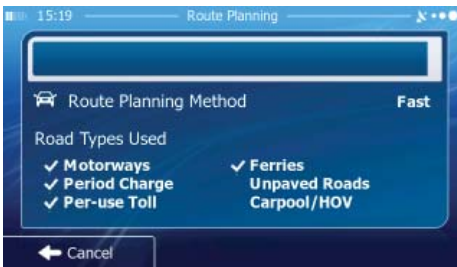 15:19 Route Planning
Route Planning Method Fast
Road Types Used
✓ Motorways ✓ Ferries
✓ Period Charge Unpaved Roads
✓ Per-use Toll Carpool/HOV
Cancel